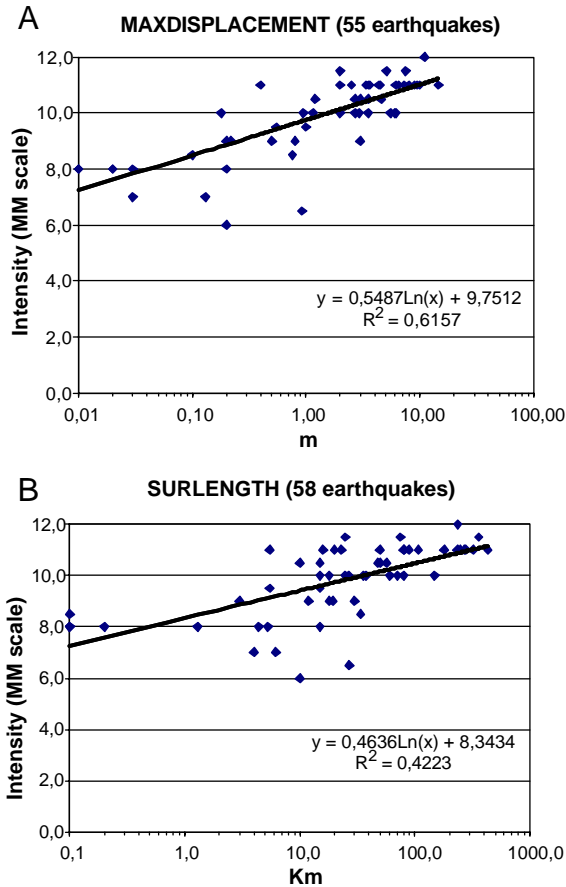 A
MAXDISPLACEMENT (55 earthquakes)
12,0
10,0
8,0
6,0
4,0
2,0
0,0
Intensity (MM scale)
y = 0,5487Ln(x) + 9,7512
R² = 0,6157
0,01 0,10 1,00 10,00 100,00
m
B
SURLENGTH (58 earthquakes)
12,0
10,0
8,0
6,0
4,0
2,0
0,0
Intensity (MM scale)
y = 0,4636Ln(x) + 8,3434
R² = 0,4223
0,1 1,0 10,0 100,0 1000,0
Km